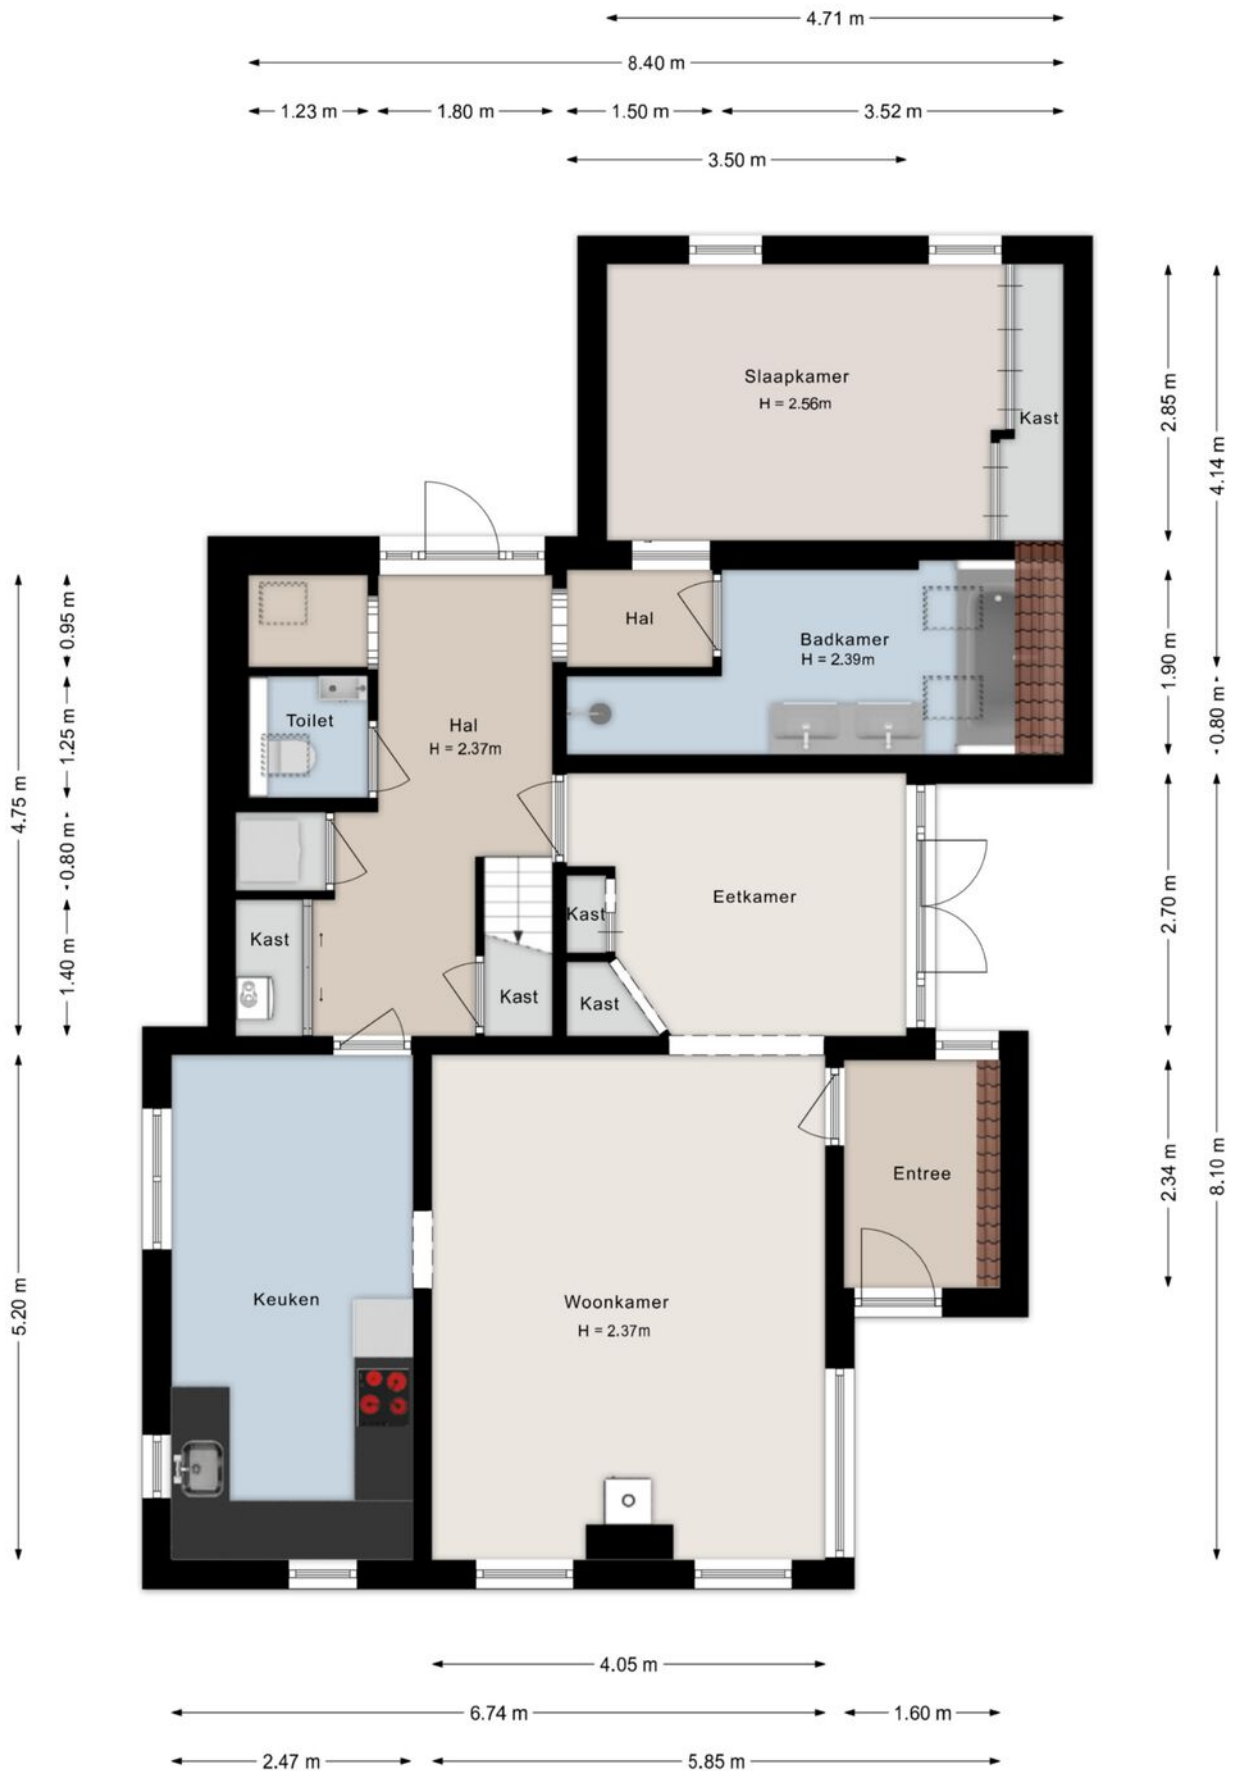 4.71 m
8.40 m
1.23 m
1.80 m
1.50 m
3.52 m
3.50 m
Slaapkamer
H = 2.56m
Kast
2.85 m
4.14 m
Hal
Badkamer
H = 2.39m
1.90 m
0.80 m
0.95 m
1.25 m
0.80 m
1.40 m
4.75 m
Toilet
Hal
H = 2.37m
Eetkamer
Kast
Kast
Kast
Kast
2.70 m
2.34 m
8.10 m
Entree
5.20 m
Keuken
Woonkamer
H = 2.37m
4.05 m
6.74 m
1.60 m
2.47 m
5.85 m